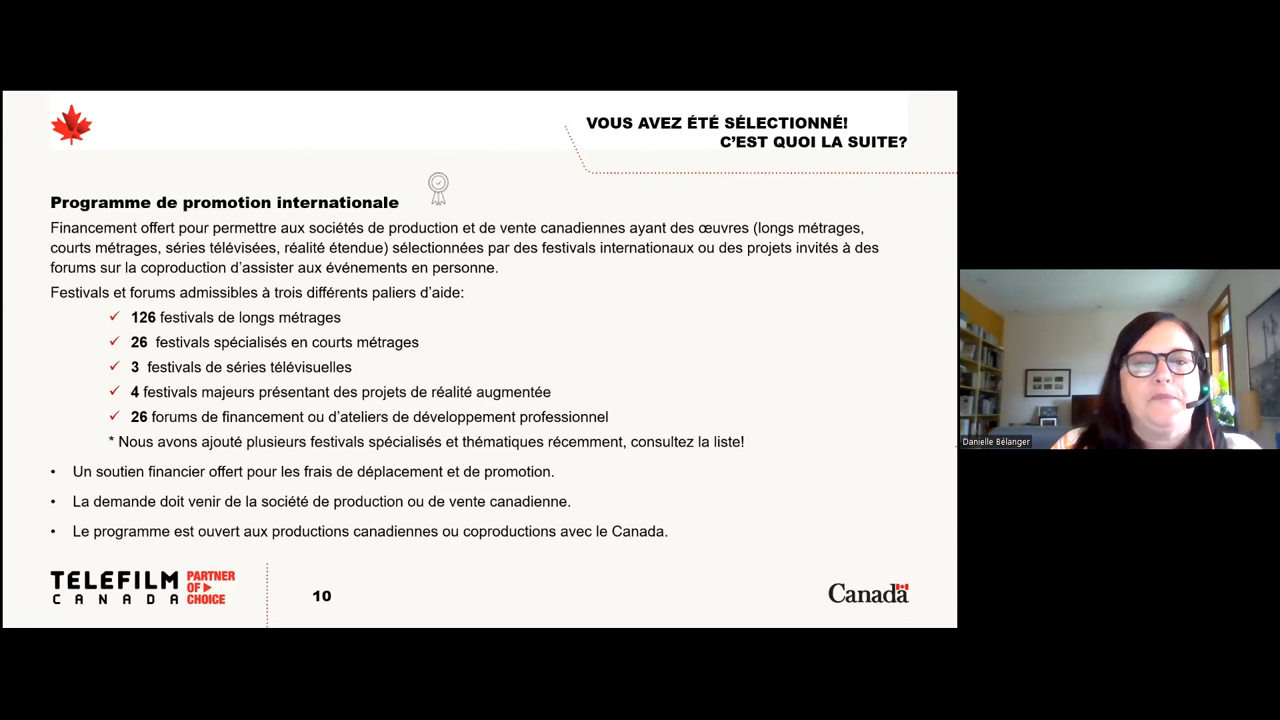 VOUS AVEZ ÉTÉ SÉLECTIONNÉ!
C’EST QUOI LA SUITE?
Programme de promotion internationale
Financement offert pour permettre aux sociétés de production et de vente canadiennes ayant des œuvres (longs métrages,
courts métrages, séries télévisées, réalité étendue) sélectionnées par des festivals internationaux ou des projets invités à des
forums sur la coproduction d’assister aux événements en personne.
Festivals et forums admissibles à trois différents paliers d’aide:
✓ 126 festivals de longs métrages
✓ 26 festivals spécialisés en courts métrages
✓ 3 festivals de séries télévisuelles
✓ 4 festivals majeurs présentant des projets de réalité augmentée
✓ 26 forums de financement ou d’ateliers de développement professionnel
* Nous avons ajouté plusieurs festivals spécialisés et thématiques récemment, consultez la liste!
• Un soutien financier offert pour les frais de déplacement et de promotion.
• La demande doit venir de la société de production ou de vente canadienne.
• Le programme est ouvert aux productions canadiennes ou coproductions avec le Canada.
Danielle Bélanger
TELEFILM
CANADA
PARTNER
OF
CHOICE
10
Canada